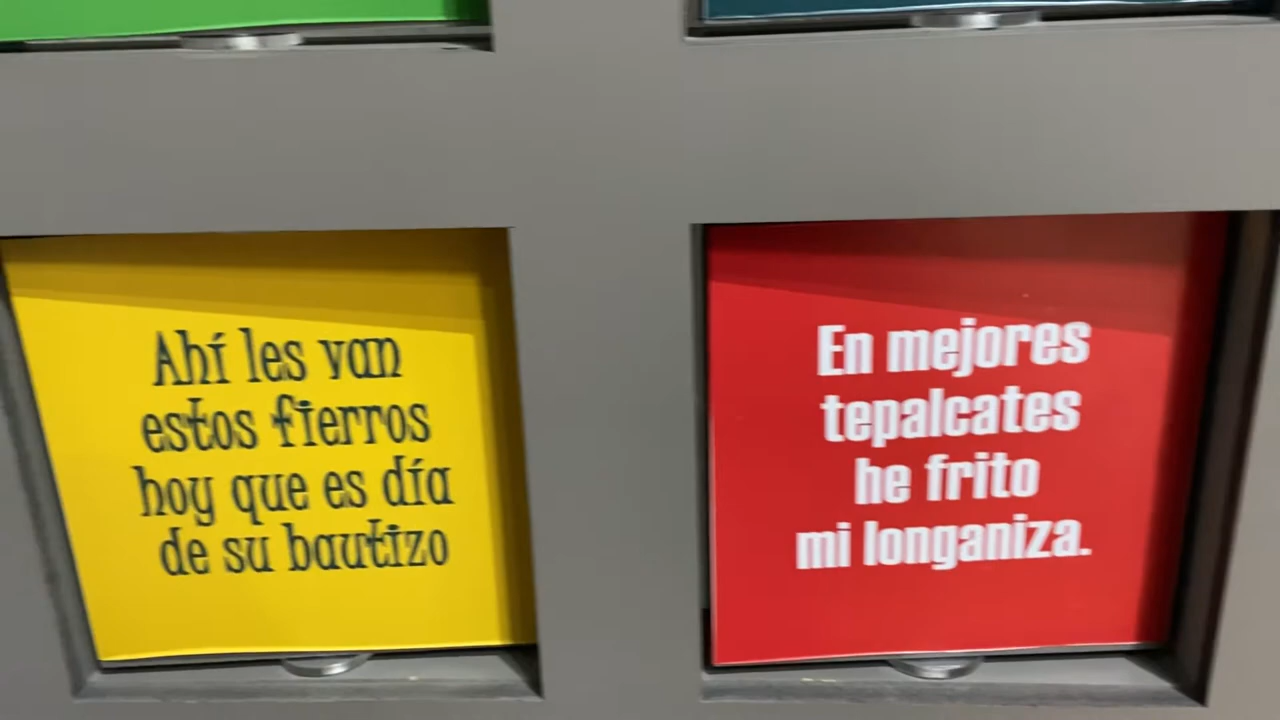 Ahí les van
estos fierros
hoy que es día
de su bautizo
En mejores
tepalcates
he frito
mi longaniza.